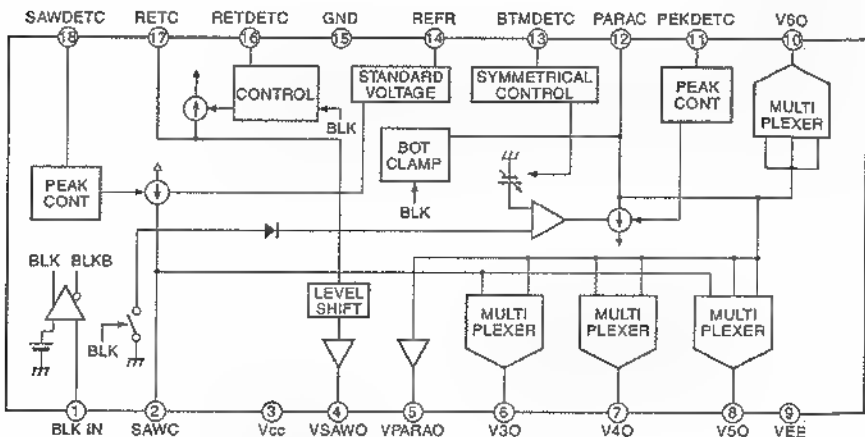 SAWDETC RETC RETDETC GND REFR BTMDETC PARAC PEKDETC V6O
18 17 16 15 14 13 12 11 10
CONTROL
BLK
STANDARD
VOLTAGE
SYMMETRICAL
CONTROL
PEAK
CONT
MULTI
PLEXER
BOT
CLAMP
BLK
PEAK
CONT
BLK BLKB
BLK
LEVEL
SHIFT
MULTI
PLEXER
MULTI
PLEXER
MULTI
PLEXER
1 2 3 4 5 6 7 8 9
BLK IN SAWC Vcc VSAWO VPARAO V3O V4O V5O VEE